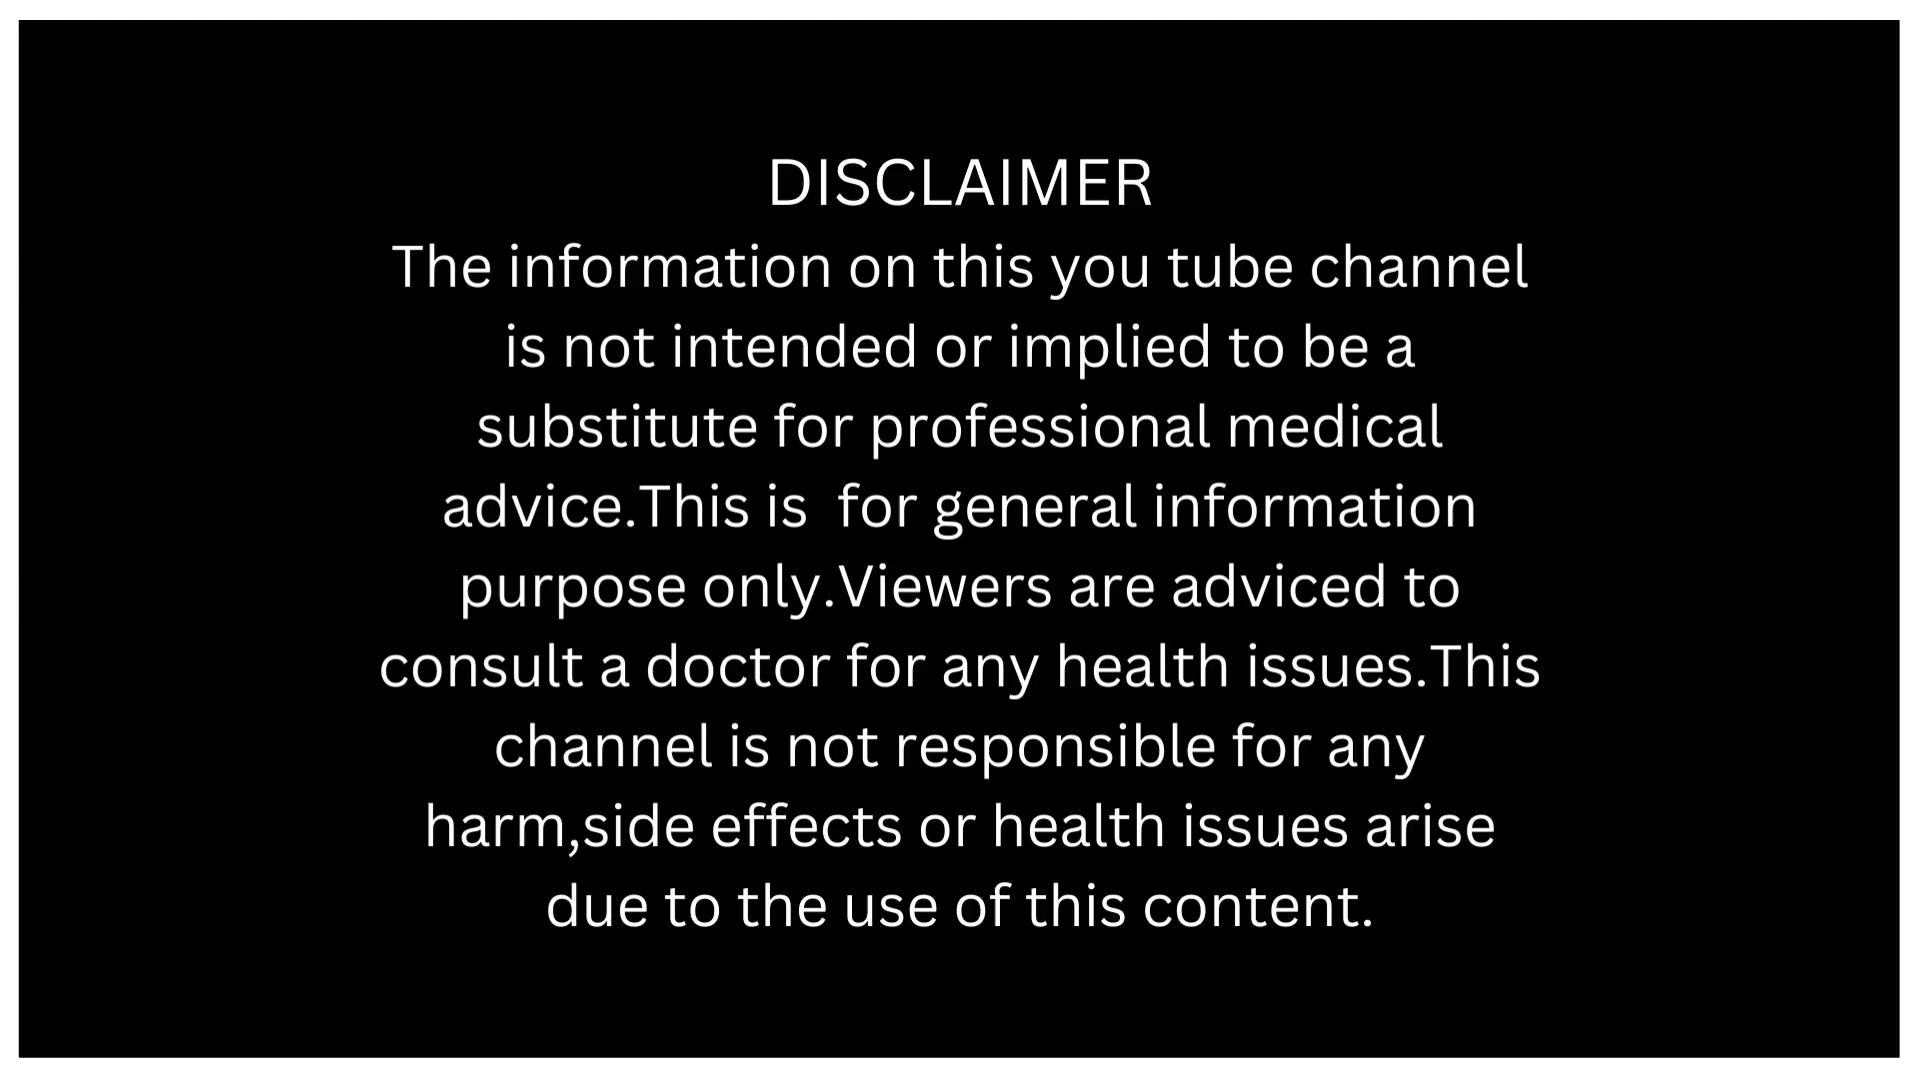 DISCLAIMER
The information on this you tube channel
is not intended or implied to be a
substitute for professional medical
advice.This is  for general information
purpose only.Viewers are adviced to
consult a doctor for any health issues.This
channel is not responsible for any
harm,side effects or health issues arise
due to the use of this content.